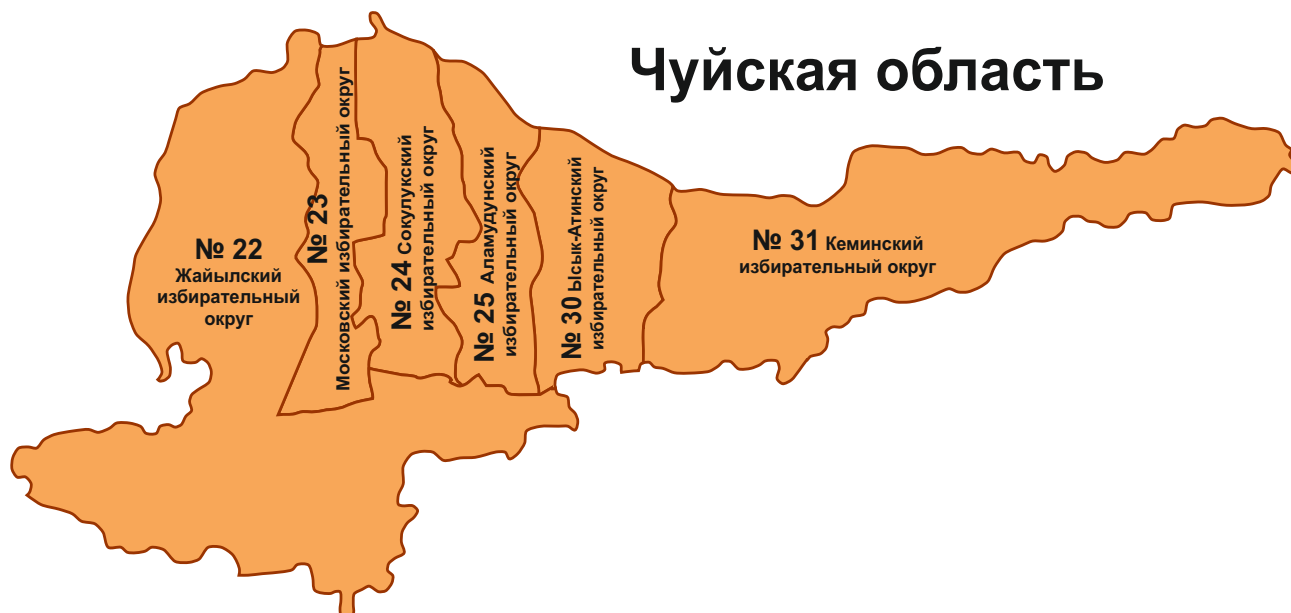 Чуйская область
№ 22
Жайылский
избирательный
округ
№ 23
Московский избирательный округ
№ 24 Сокулукский
избирательный округ
№ 25 Аламудунский
избирательный округ
№ 30 Ысык-Атинский
избирательный округ
№ 31 Кеминский
избирательный округ